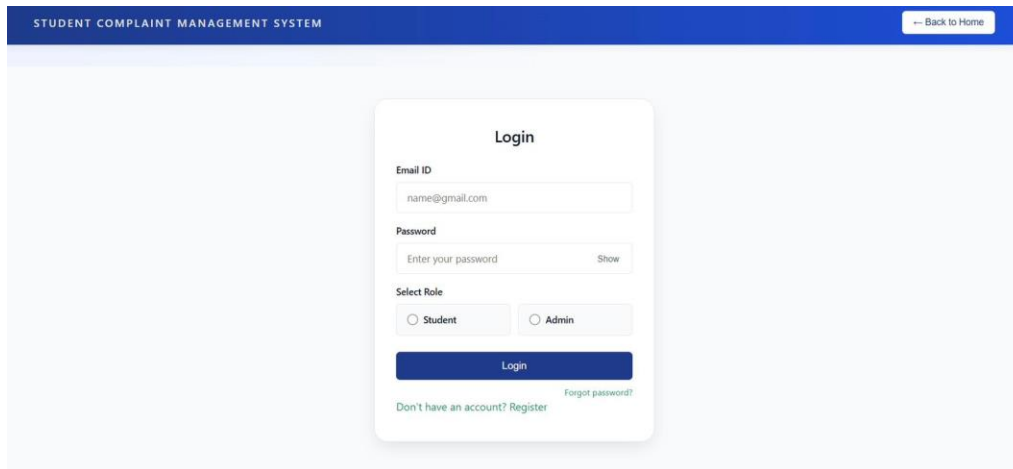 STUDENT COMPLAINT MANAGEMENT SYSTEM
← Back to Home
Login
Email ID
name@gmail.com
Password
Enter your password Show
Select Role
Student Admin
Login
Forgot password?
Don't have an account? Register